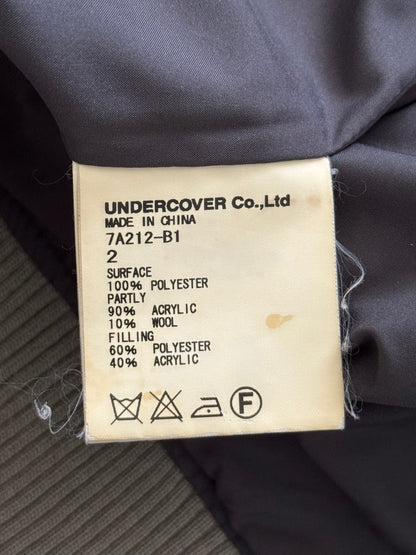 UNDERCOVER Co.,Ltd
MADE IN CHINA
7A212-B1
2
SURFACE
100% POLYESTER
PARTLY
90% ACRYLIC
10% WOOL
FILLING
60% POLYESTER
40% ACRYLIC
F